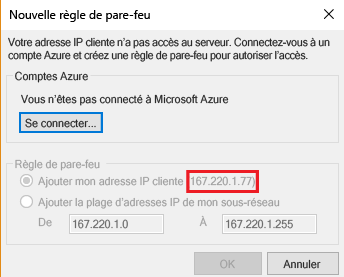 Nouvelle règle de pare-feu
Votre adresse IP cliente n'a pas accès au serveur. Connectez-vous à un
compte Azure et créez une règle de pare-feu pour autoriser l'accès.
Comptes Azure
Vous n'êtes pas connecté à Microsoft Azure
Se connecter...
Règle de pare-feu
Ajouter mon adresse IP cliente (167.220.1.77)
Ajouter la plage d'adresses IP de mon sous-réseau
De 167.220.1.0 À 167.220.1.255
OK Annuler